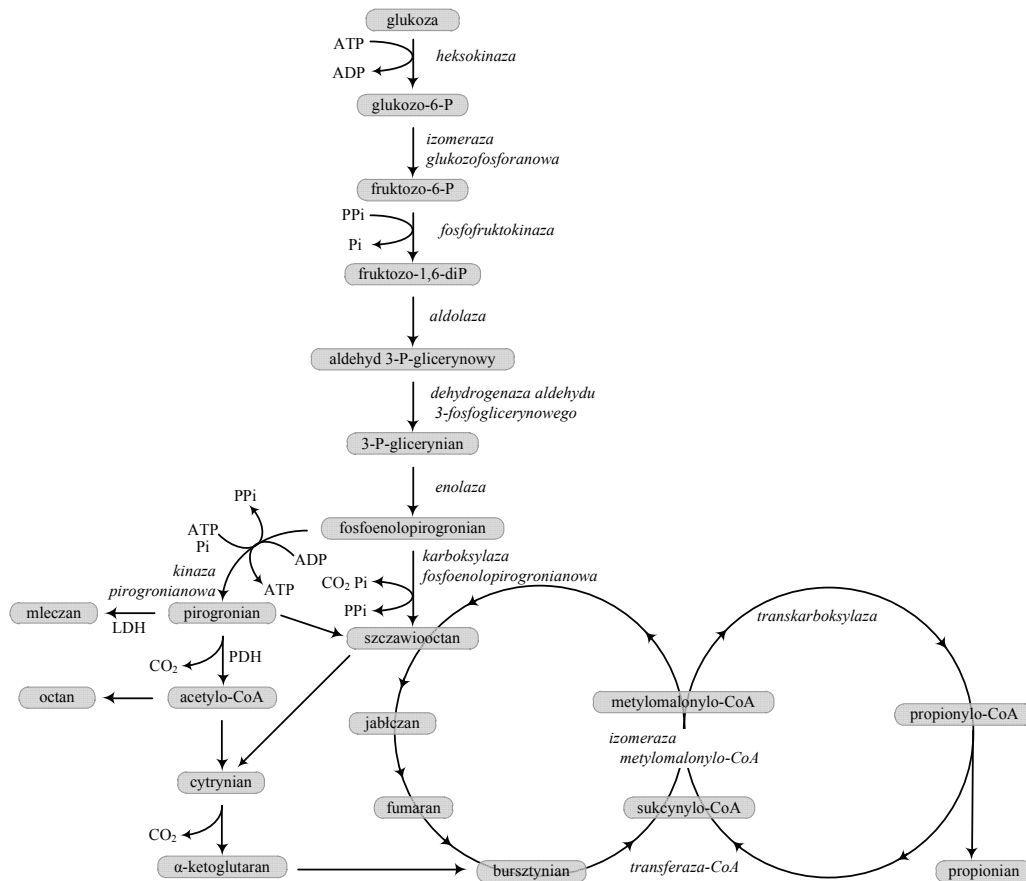 glukoza
ATP
ADP
heksokinaza
glukozo-6-P
izomeraza
glukozofosforanowa
fruktozo-6-P
PPi
Pi
fosfofruktokinaza
fruktozo-1,6-diP
aldolaza
aldehyd 3-P-glicerynowy
dehydrogenaza aldehydu
3-fosfoglicerynowego
3-P-glicerynian
enolaza
PPi
fosfoenolopirogronian
ATP
Pi
ADP
ATP
kinaza
pirogronianowa
karboksylaza
fosfoenolopirogronianowa
CO₂ Pi
PPi
mleczan
LDH
pirogronian
szczawiooctan
transkarboksylaza
CO₂
PDH
octan
acetylo-CoA
jabłczan
metylomalonylo-CoA
propionylo-CoA
izomeraza
metylomalonylo-CoA
cytrynian
fumaran
sukcynylo-CoA
CO₂
α-ketoglutaran
bursztynian
transferaza-CoA
propionian